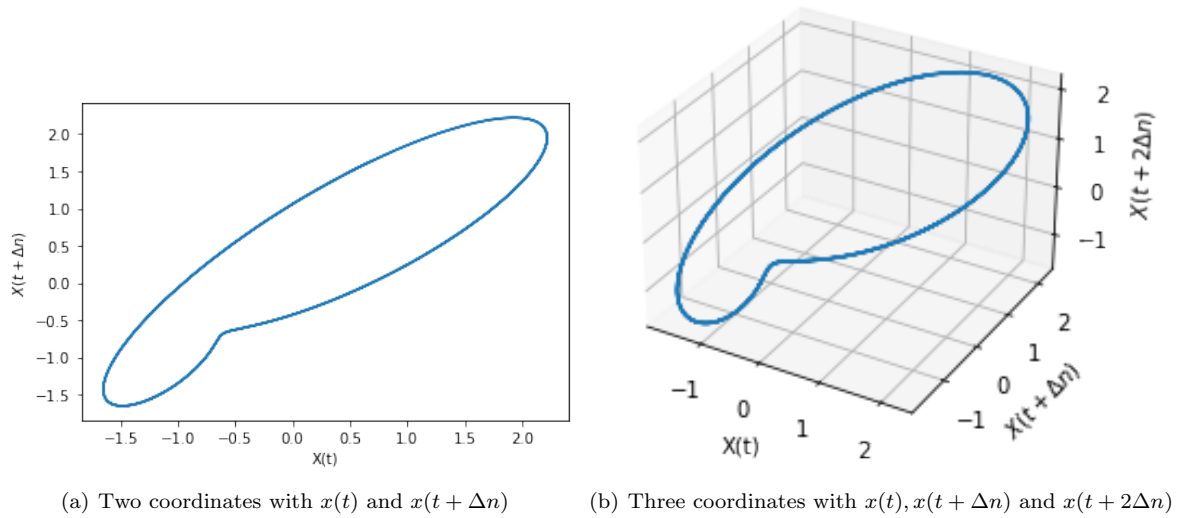 2.0
1.5
1.0
0.5
0.0
−0.5
−1.0
−1.5
X(t + Δn)
−1.5 −1.0 −0.5 0.0 0.5 1.0 1.5 2.0
X(t)
2
1
0
−1
X(t + 2Δn)
2
1
0
−1
X(t + Δn)
−1
0
1
2
X(t)
(a) Two coordinates with x(t) and x(t + Δn)
(b) Three coordinates with x(t), x(t + Δn) and x(t + 2Δn)